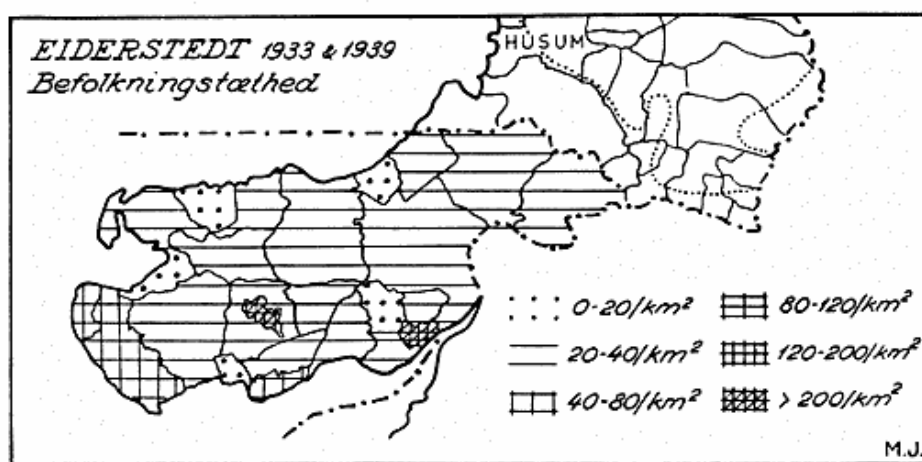 EIDERSTEDT 1933 & 1939
Befolkningstæthed
HUSUM
0-20/km²
20-40/km²
40-80/km²
80-120/km²
120-200/km²
> 200/km²
M.J.